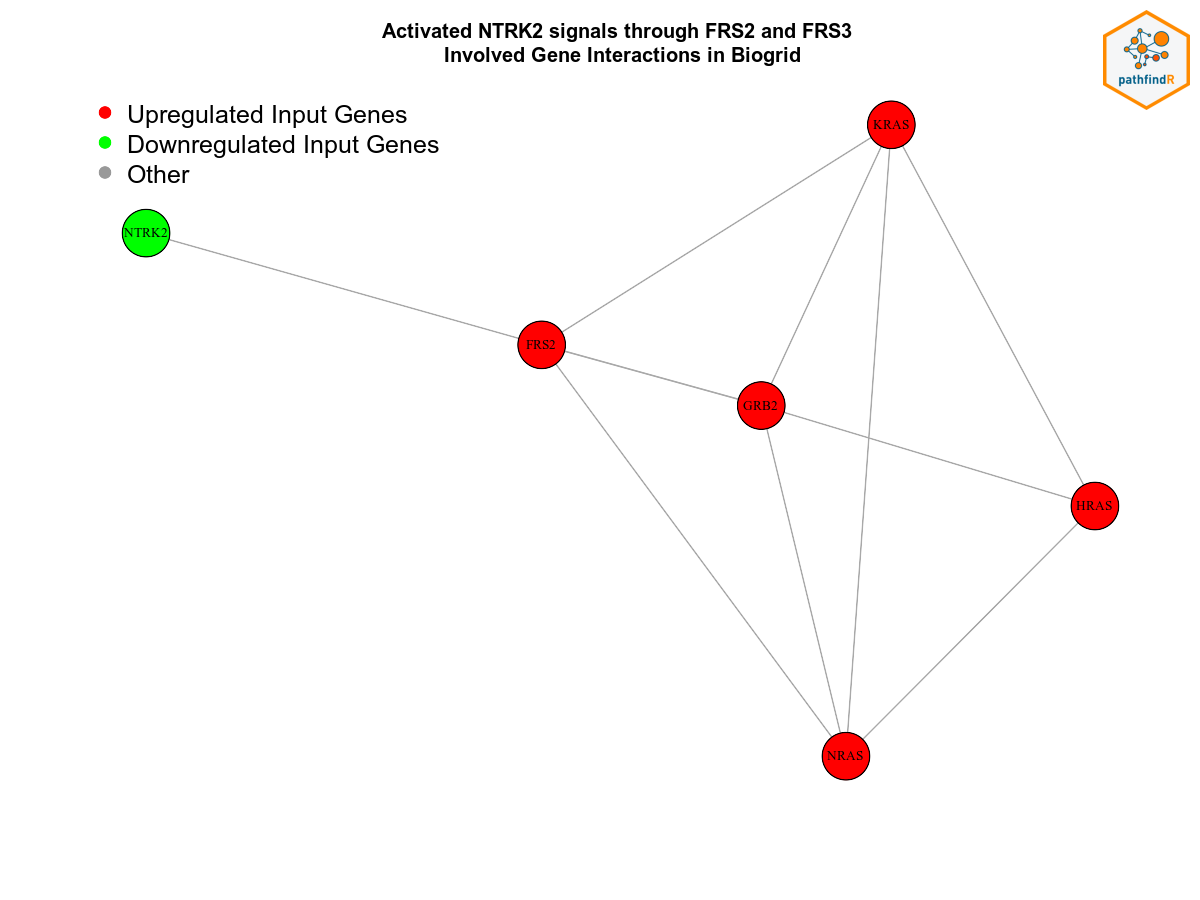 Activated NTRK2 signals through FRS2 and FRS3
Involved Gene Interactions in Biogrid
pathfindR
Upregulated Input Genes
Downregulated Input Genes
Other
KRAS
NTRK2
FRS2
GRB2
HRAS
NRAS